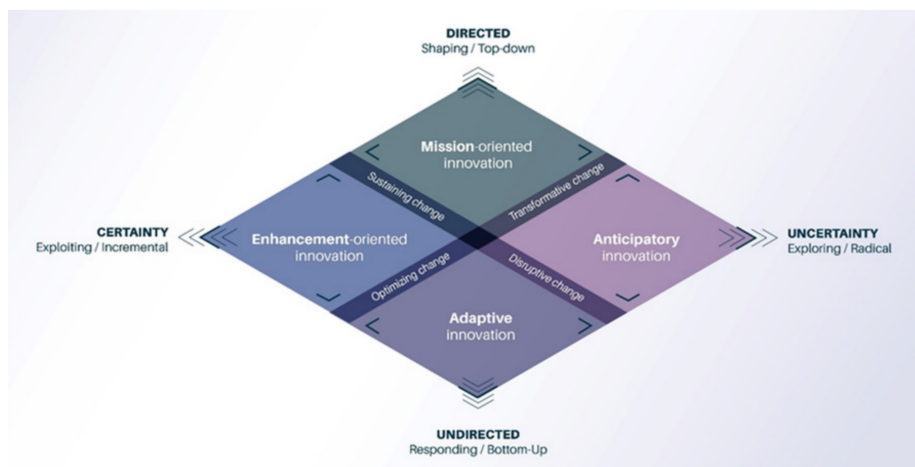 DIRECTED
Shaping / Top-down
Mission-oriented
innovation
Sustaining change
Transformative change
CERTAINTY
Exploiting / Incremental
Enhancement-oriented
innovation
Anticipatory
innovation
UNCERTAINTY
Exploring / Radical
Optimizing change
Disruptive change
Adaptive
innovation
UNDIRECTED
Responding / Bottom-Up